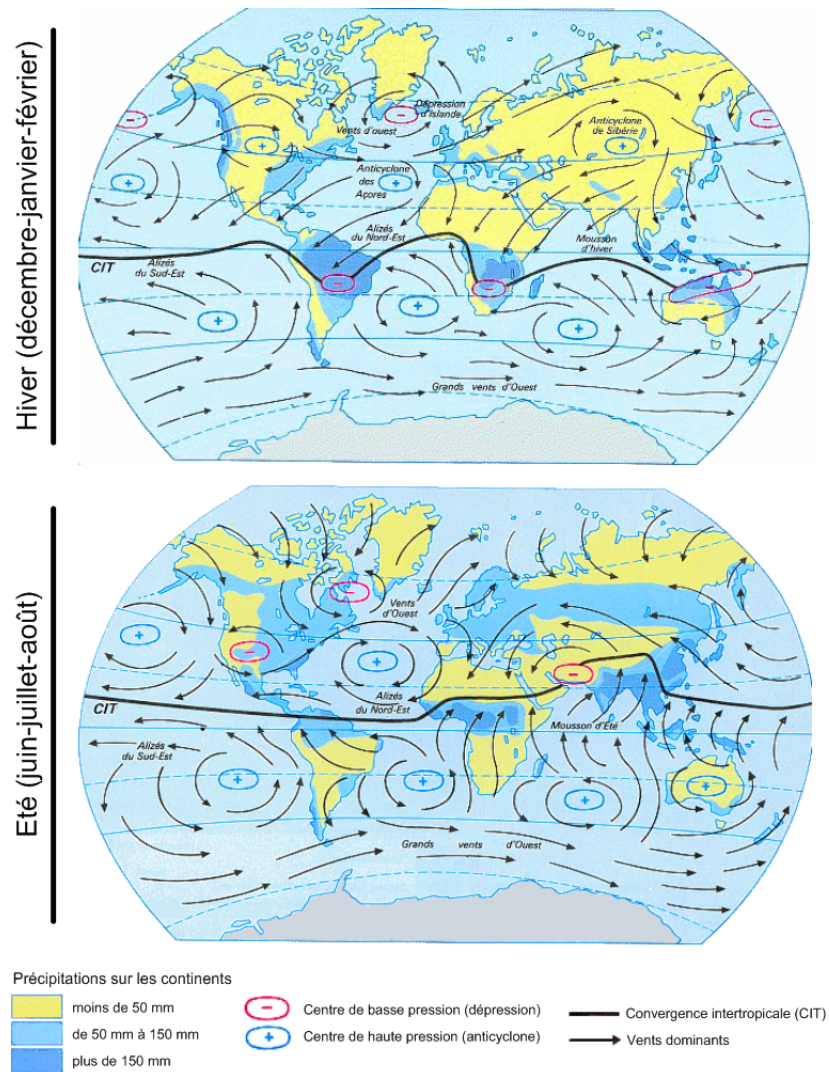 Hiver (décembre-janvier-février)
Dépression
d'Islande
Vents d'ouest
Anticyclone
de Sibérie
Anticyclone
des
Açores
Alizés
du Nord-Est
Mousson
d'hiver
CIT
Alizés
du Sud-Est
Grands vents d'Ouest
+
+
+
+
+
+
+
-
-
-
-
-
-
Eté (juin-juillet-août)
Vents
d'Ouest
CIT
Alizés
du Nord-Est
Mousson d'Eté
Alizés
du Sud-Est
Grands vents d'Ouest
+
+
+
+
+
+
-
-
-
Précipitations sur les continents
moins de 50 mm
de 50 mm à 150 mm
plus de 150 mm
- Centre de basse pression (dépression)
+ Centre de haute pression (anticyclone)
Convergence intertropicale (CIT)
Vents dominants